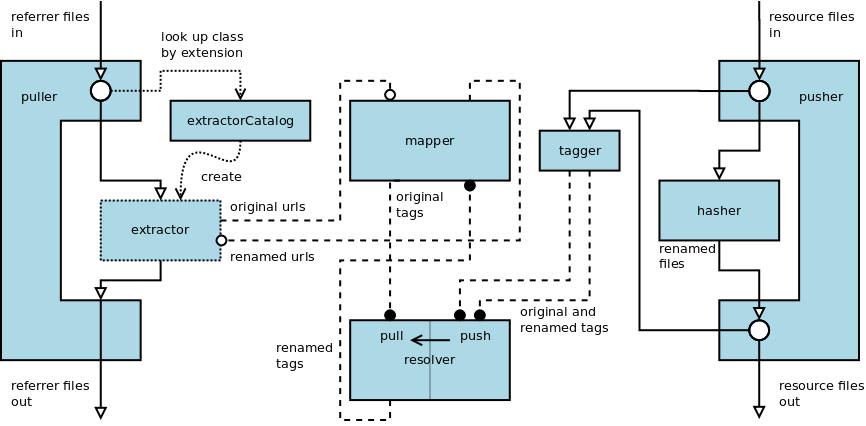 referrer files
in
look up class
by extension
resource files
in
puller
pusher
extractorCatalog
mapper
tagger
create
original
tags
original urls
hasher
extractor
renamed urls
renamed
files
original and
renamed tags
pull
push
renamed
tags
resolver
referrer files
out
resource files
out